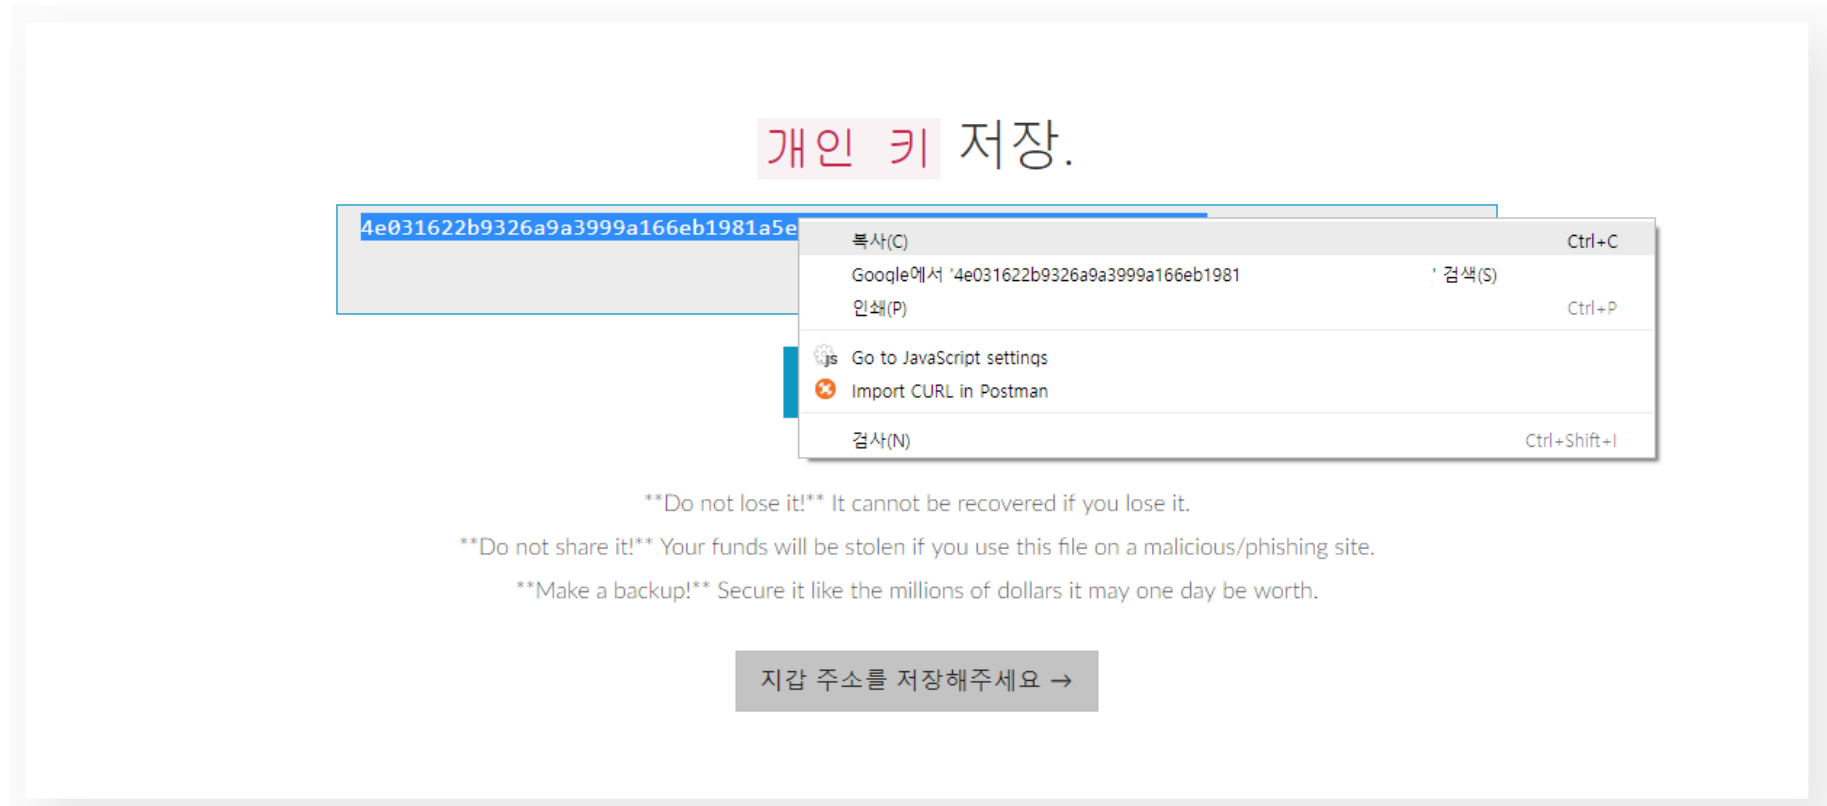 개인 키 저장.
4e031622b9326a9a3999a166eb1981a5e
복사(C) Ctrl+C
Google에서 '4e031622b9326a9a3999a166eb1981 ' 검색(S)
인쇄(P) Ctrl+P
Go to JavaScript settings
Import CURL in Postman
검사(N) Ctrl+Shift+I
**Do not lose it!** It cannot be recovered if you lose it.
**Do not share it!** Your funds will be stolen if you use this file on a malicious/phishing site.
**Make a backup!** Secure it like the millions of dollars it may one day be worth.
지갑 주소를 저장해주세요 →